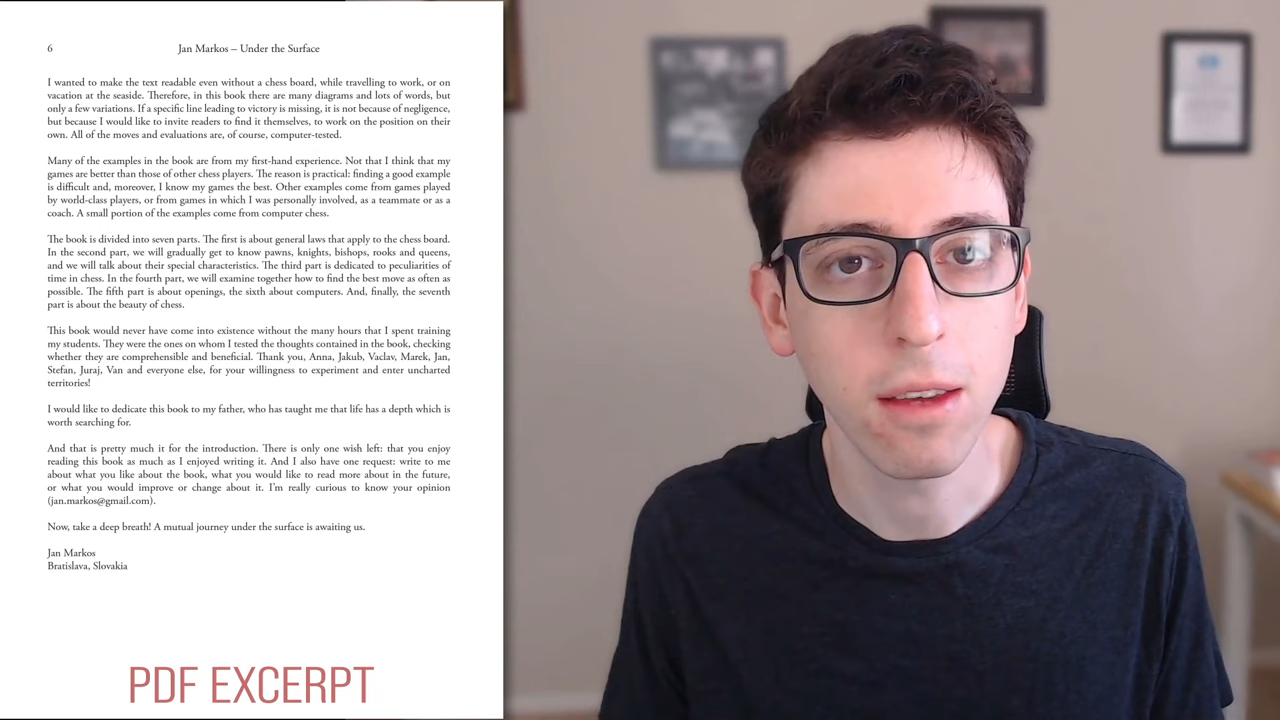 6
Jan Markos – Under the Surface
I wanted to make the text readable even without a chess board, while travelling to work, or on
vacation at the seaside. Therefore, in this book there are many diagrams and lots of words, but
only a few variations. If a specific line leading to victory is missing, it is not because of negligence,
but because I would like to invite readers to find it themselves, to work on the position on their
own. All of the moves and evaluations are, of course, computer-tested.
Many of the examples in the book are from my first-hand experience. Not that I think that my
games are better than those of other chess players. The reason is practical: finding a good example
is difficult and, moreover, I know my games the best. Other examples come from games played
by world-class players, or from games in which I was personally involved, as a teammate or as a
coach. A small portion of the examples come from computer chess.
The book is divided into seven parts. The first is about general laws that apply to the chess board.
In the second part, we will gradually get to know pawns, knights, bishops, rooks and queens,
and we will talk about their special characteristics. The third part is dedicated to peculiarities of
time in chess. In the fourth part, we will examine together how to find the best move as often as
possible. The fifth part is about openings, the sixth about computers. And, finally, the seventh
part is about the beauty of chess.
This book would never have come into existence without the many hours that I spent training
my students. They were the ones on whom I tested the thoughts contained in the book, checking
whether they are comprehensible and beneficial. Thank you, Anna, Jakub, Vaclav, Marek, Jan,
Stefan, Juraj, Van and everyone else, for your willingness to experiment and enter uncharted
territories!
I would like to dedicate this book to my father, who has taught me that life has a depth which is
worth searching for.
And that is pretty much it for the introduction. There is only one wish left: that you enjoy
reading this book as much as I enjoyed writing it. And I also have one request: write to me
about what you like about the book, what you would like to read more about in the future,
or what you would improve or change about it. I'm really curious to know your opinion
(jan.markos@gmail.com).
Now, take a deep breath! A mutual journey under the surface is awaiting us.
Jan Markos
Bratislava, Slovakia
PDF EXCERPT